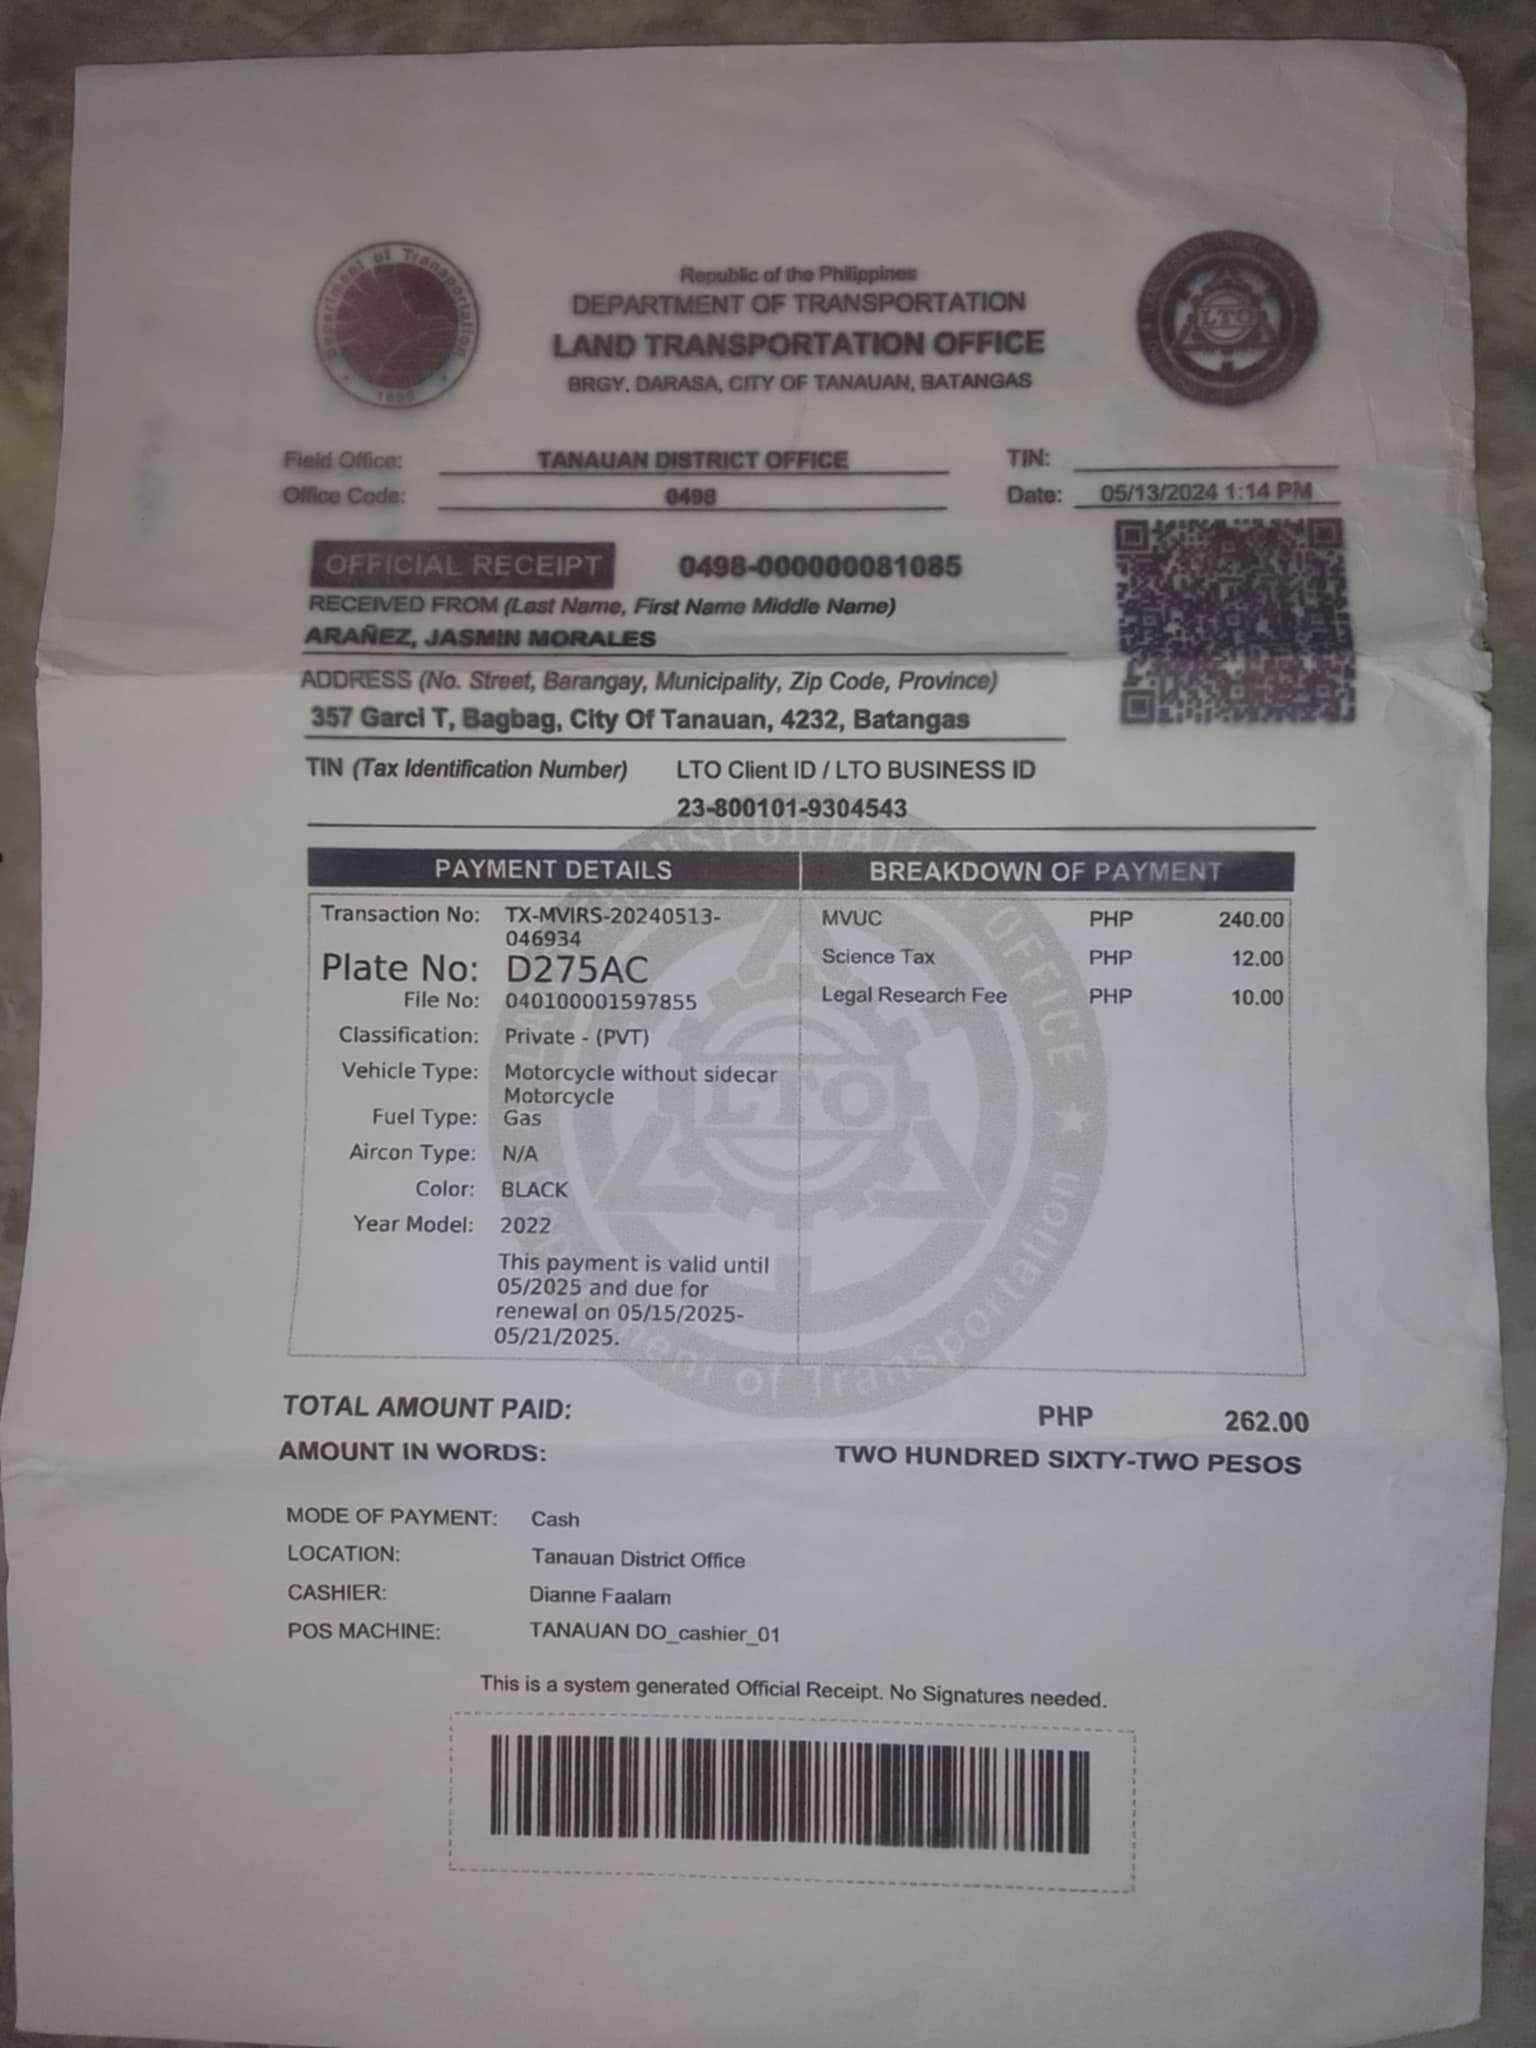 Department of Transportation
1899
Republic of the Philippines
DEPARTMENT OF TRANSPORTATION
LAND TRANSPORTATION OFFICE
BRGY. DARASA, CITY OF TANAUAN, BATANGAS
LTO
Field Office: TANAUAN DISTRICT OFFICE TIN:
Office Code: 0498 Date: 05/13/2024 1:14 PM
OFFICIAL RECEIPT 0498-000000081085
RECEIVED FROM (Last Name, First Name Middle Name)
ARAÑEZ, JASMIN MORALES
ADDRESS (No. Street, Barangay, Municipality, Zip Code, Province)
357 Garci T, Bagbag, City Of Tanauan, 4232, Batangas
TIN (Tax Identification Number) LTO Client ID / LTO BUSINESS ID
23-800101-9304543
PAYMENT DETAILS BREAKDOWN OF PAYMENT
Transaction No: TX-MVIRS-20240513- MVUC PHP 240.00
046934
Science Tax PHP 12.00
Plate No: D275AC
File No: 040100001597855 Legal Research Fee PHP 10.00
Classification: Private - (PVT)
Vehicle Type: Motorcycle without sidecar
Motorcycle
Fuel Type: Gas
Aircon Type: N/A
Color: BLACK
Year Model: 2022
This payment is valid until
05/2025 and due for
renewal on 05/15/2025-
05/21/2025.
LTO
TOTAL AMOUNT PAID: PHP 262.00
AMOUNT IN WORDS: TWO HUNDRED SIXTY-TWO PESOS
MODE OF PAYMENT: Cash
LOCATION: Tanauan District Office
CASHIER: Dianne Faalam
POS MACHINE: TANAUAN DO_cashier_01
This is a system generated Official Receipt. No Signatures needed.